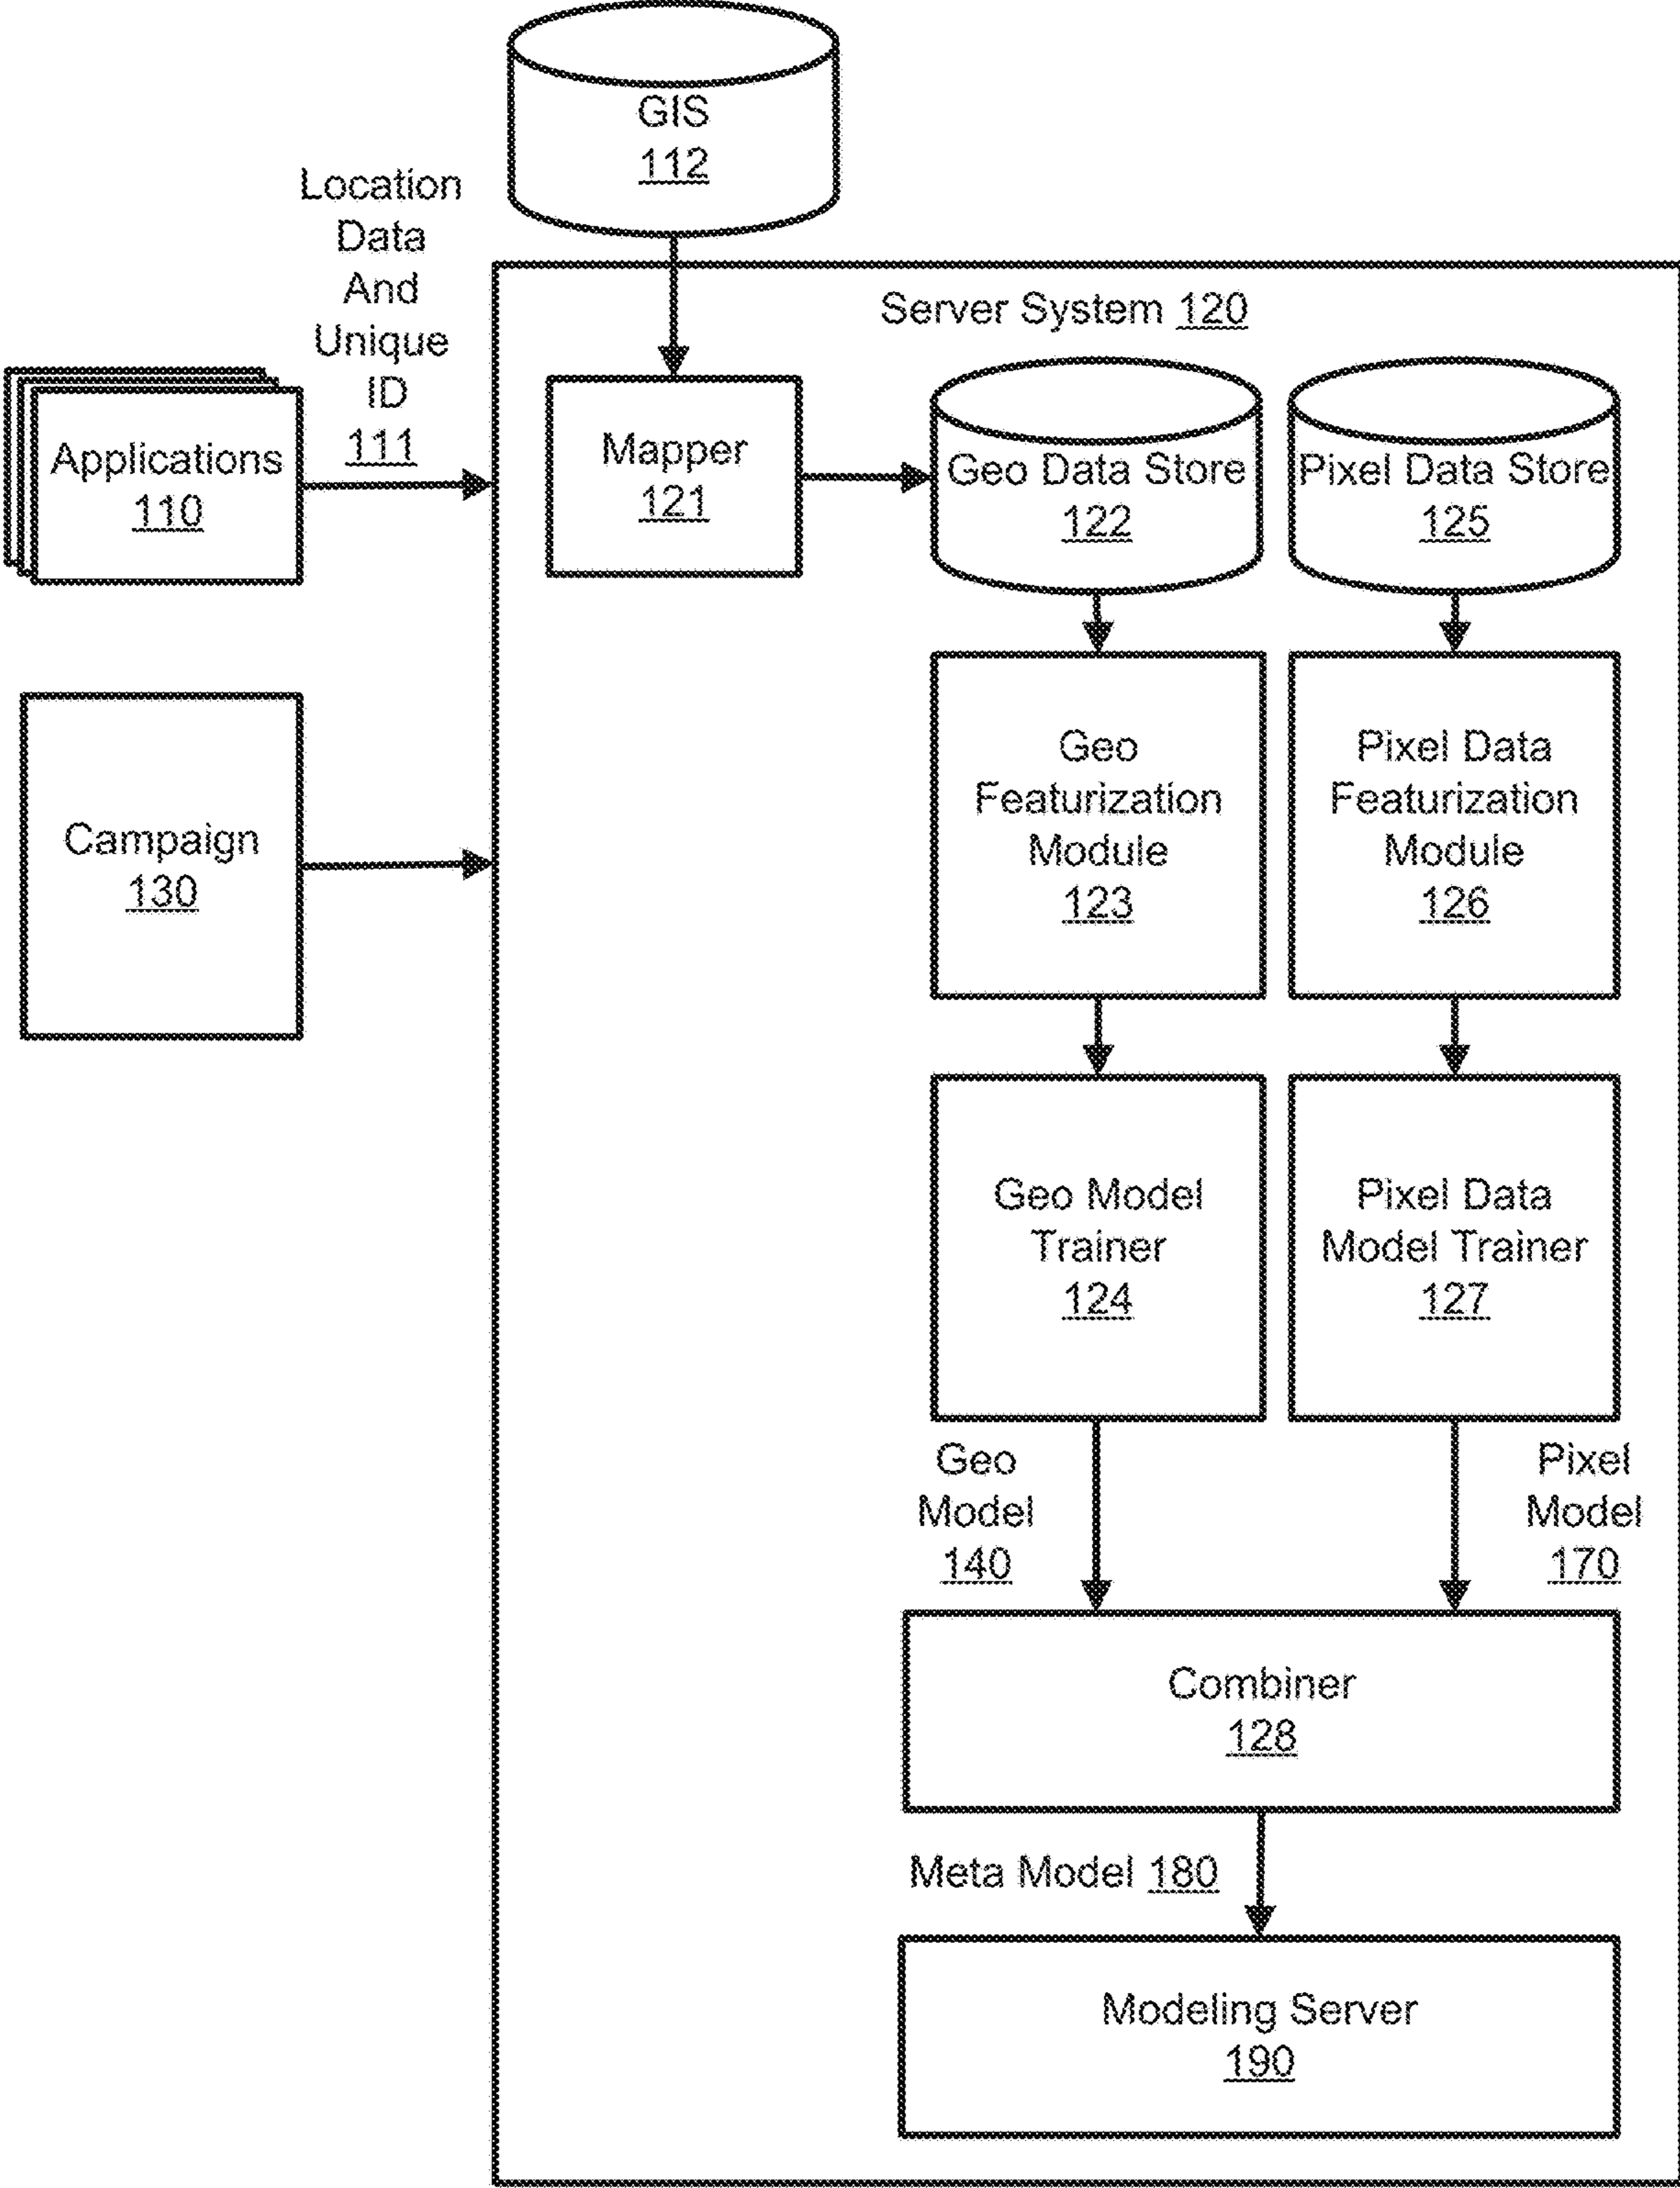 GIS
112
Location
Data
And
Unique
ID
111
Server System 120
Applications
110
Mapper
121
Geo Data Store
122
Pixel Data Store
125
Campaign
130
Geo
Featurization
Module
123
Pixel Data
Featurization
Module
126
Geo Model
Trainer
124
Pixel Data
Model Trainer
127
Geo
Model
140
Pixel
Model
170
Combiner
128
Meta Model 180
Modeling Server
190